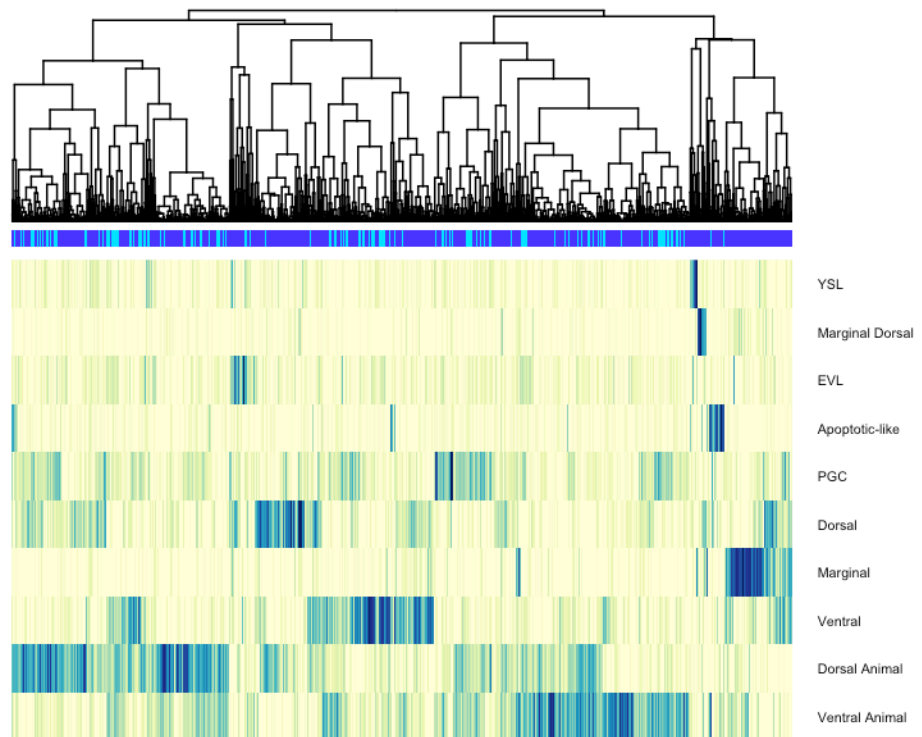 YSL
Marginal Dorsal
EVL
Apoptotic-like
PGC
Dorsal
Marginal
Ventral
Dorsal Animal
Ventral Animal